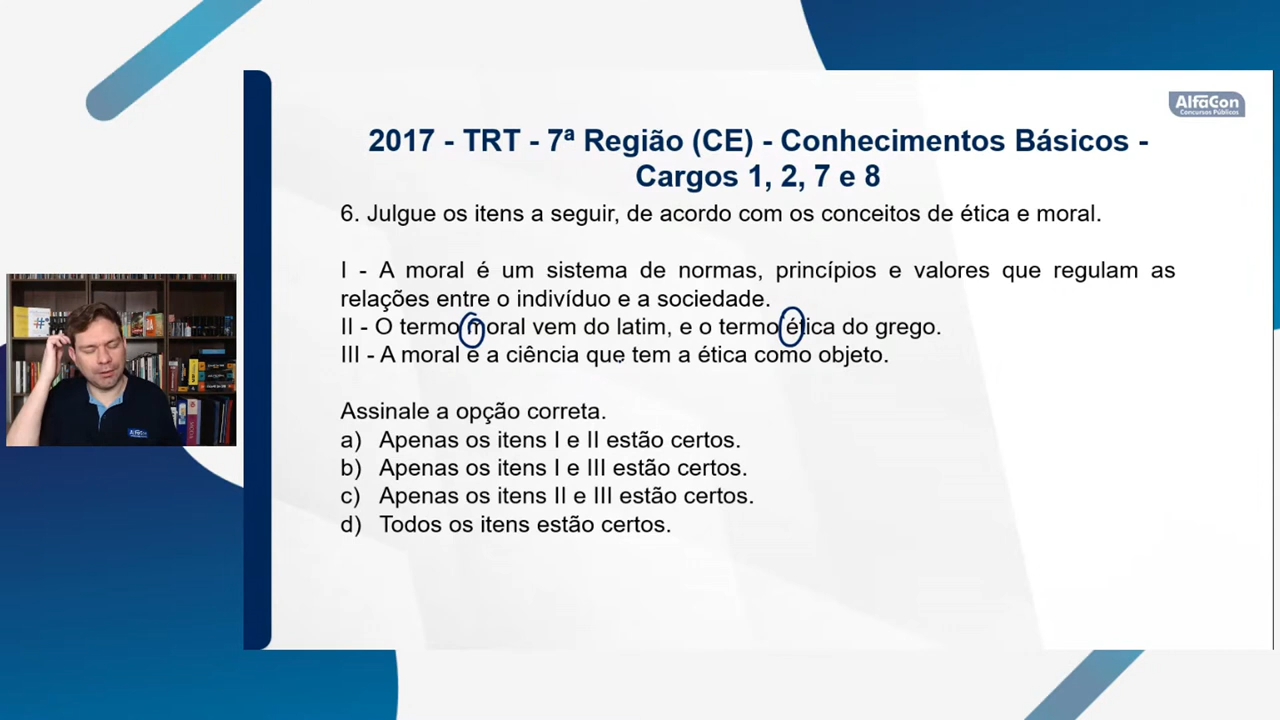 AlfaCon
Concursos Públicos
2017 - TRT - 7ª Região (CE) - Conhecimentos Básicos -
Cargos 1, 2, 7 e 8
6. Julgue os itens a seguir, de acordo com os conceitos de ética e moral.
I - A moral é um sistema de normas, princípios e valores que regulam as
relações entre o indivíduo e a sociedade.
II - O termo moral vem do latim, e o termo ética do grego.
III - A moral é a ciência que tem a ética como objeto.
Assinale a opção correta.
a) Apenas os itens I e II estão certos.
b) Apenas os itens I e III estão certos.
c) Apenas os itens II e III estão certos.
d) Todos os itens estão certos.